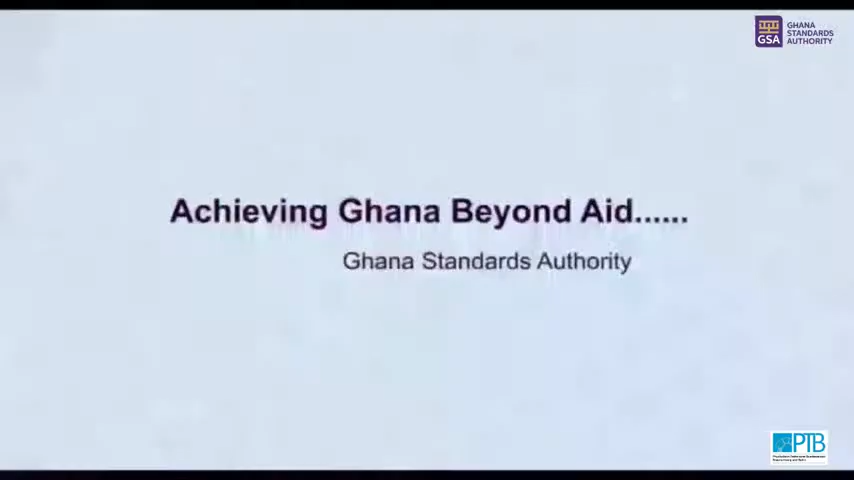 GSA
GHANA
STANDARDS
AUTHORITY
Achieving Ghana Beyond Aid......
Ghana Standards Authority
PTB